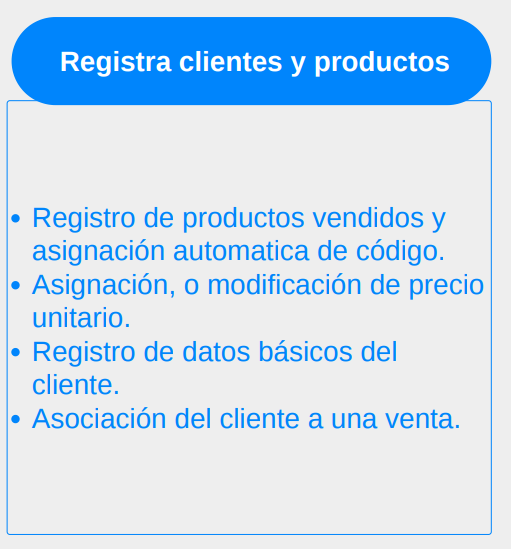 Registra clientes y productos
• Registro de productos vendidos y
asignación automatica de código.
• Asignación, o modificación de precio
unitario.
• Registro de datos básicos del
cliente.
• Asociación del cliente a una venta.